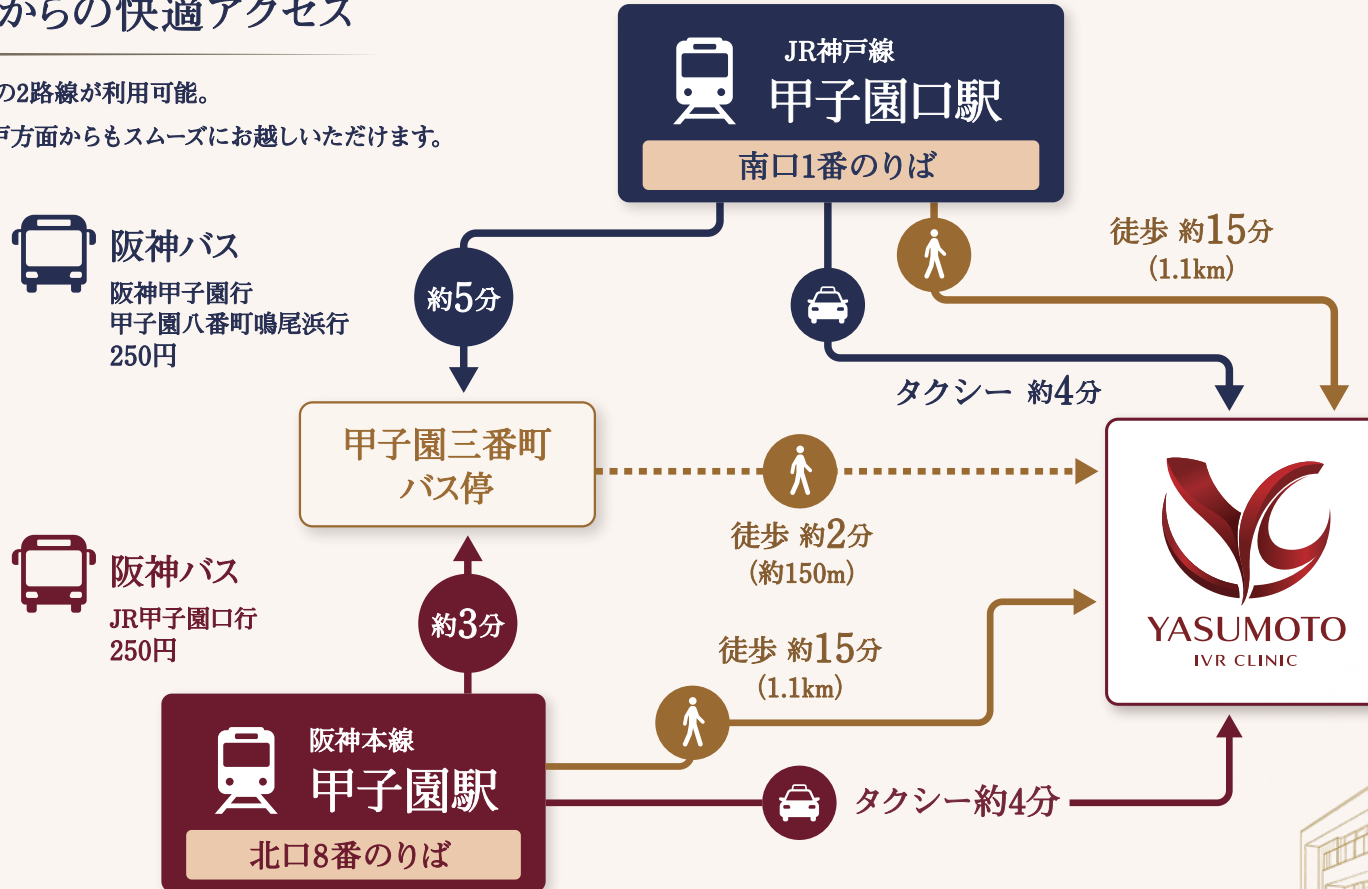 からの快適アクセス
の2路線が利用可能。
戸方面からもスムーズにお越しいただけます。
JR神戸線
甲子園口駅
南口1番のりば
阪神バス
阪神甲子園行
甲子園八番町鳴尾浜行
250円
約5分
徒歩 約15分
(1.1km)
タクシー 約4分
甲子園三番町
バス停
徒歩 約2分
(約150m)
YASUMOTO
IVR CLINIC
阪神バス
JR甲子園口行
250円
約3分
徒歩 約15分
(1.1km)
阪神本線
甲子園駅
北口8番のりば
タクシー約4分